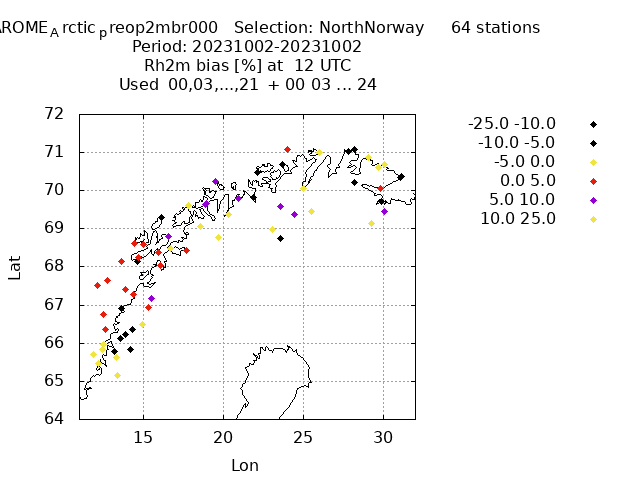 AROME_A rctic_p reop2mbr000 Selection: NorthNorway 64 stations
Period: 20231002-20231002
Rh2m bias [%] at 12 UTC
Used 00,03,...,21 + 00 03 ... 24
72
71
70
69
68
67
66
65
64
Lat
15 20 25 30
Lon
-25.0 -10.0
-10.0 -5.0
-5.0 0.0
0.0 5.0
5.0 10.0
10.0 25.0